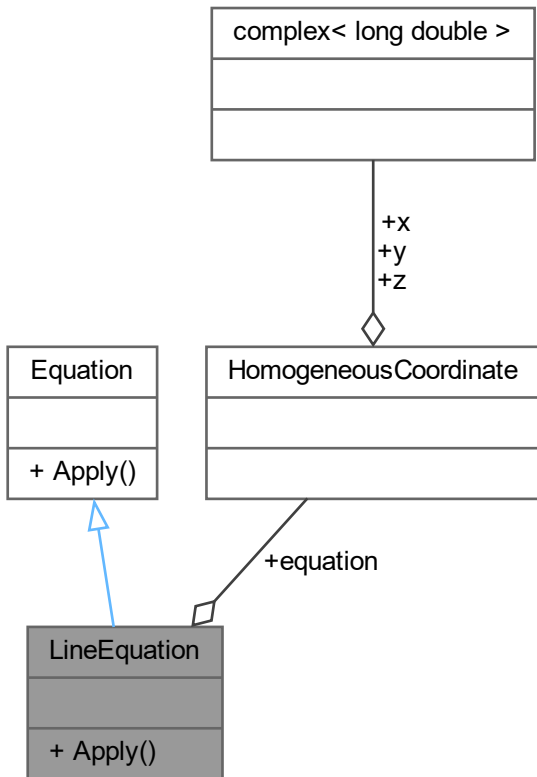 complex< long double >
+x
+y
+z
Equation
+ Apply()
HomogeneousCoordinate
+equation
LineEquation
+ Apply()